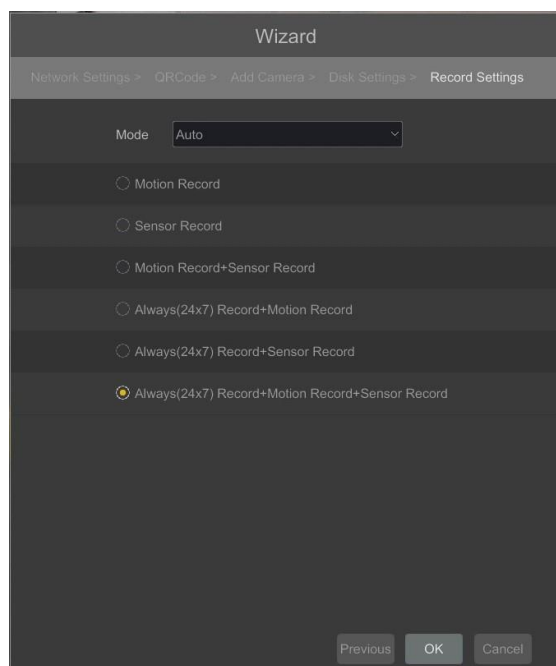 Wizard
Network Settings > QRCode > Add Camera > Disk Settings > Record Settings
Mode Auto
Motion Record
Sensor Record
Motion Record+Sensor Record
Always(24x7) Record+Motion Record
Always(24x7) Record+Sensor Record
Always(24x7) Record+Motion Record+Sensor Record
Previous OK Cancel